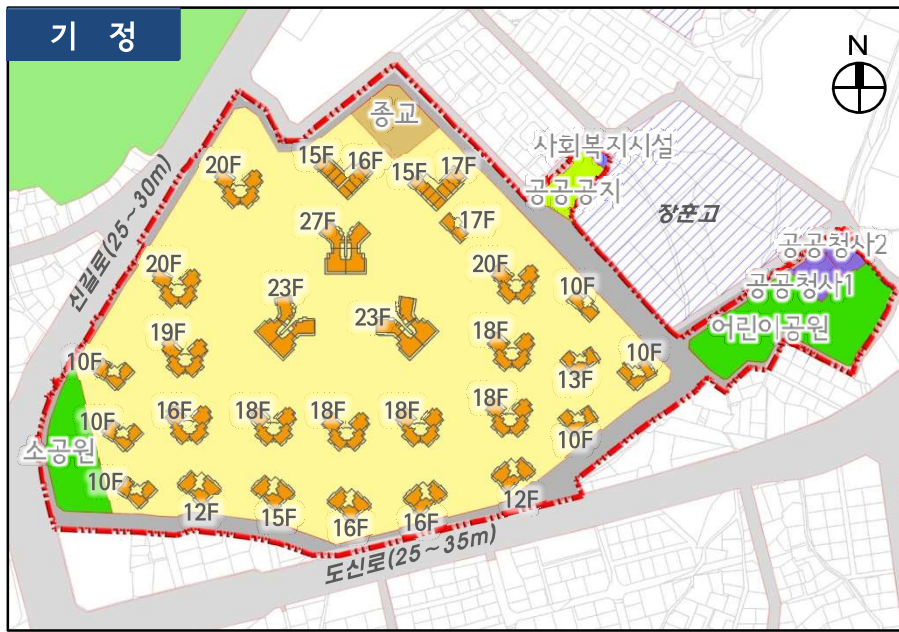 기 정
N
종교
사회복지시설
공공공지
장훈고
공공청사2
공공청사1
어린이공원
소공원
신길로(25~30m)
도신로(25~35m)
20F
15F
16F
15F
17F
17F
27F
20F
20F
10F
23F
23F
19F
18F
10F
13F
10F
10F
16F
18F
18F
18F
18F
10F
10F
12F
15F
16F
16F
12F